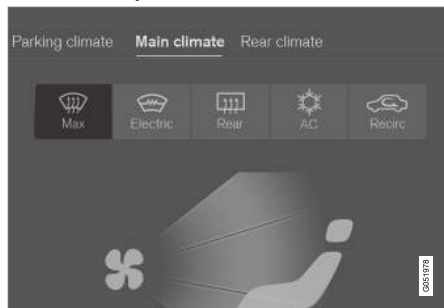 Parking climate Main climate Rear climate
Max Electric Rear AC Recirc
G051978